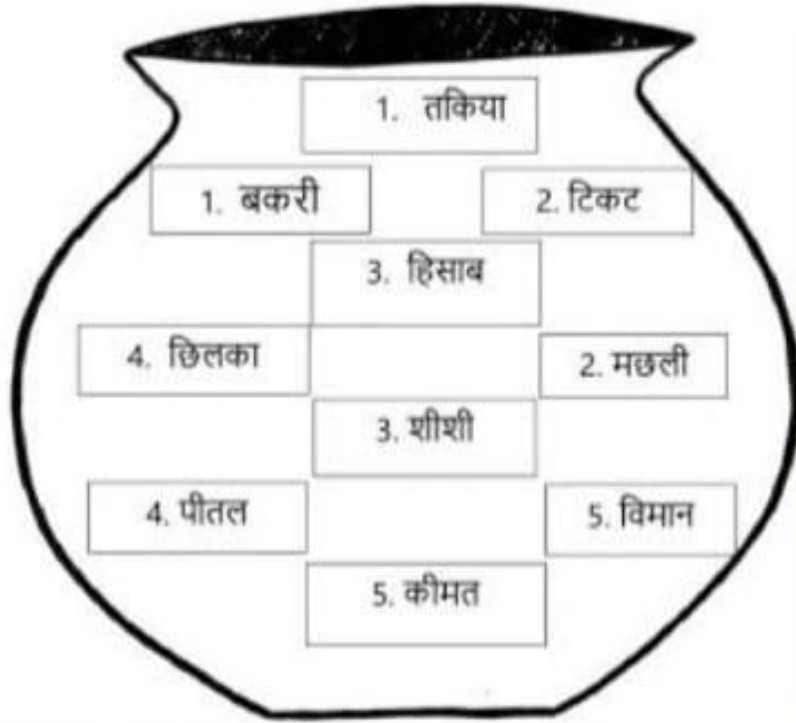 1. तकिया
1. बकरी
2. टिकट
3. हिसाब
4. छिलका
2. मछली
3. शीशी
4. पीतल
5. विमान
5. कीमत